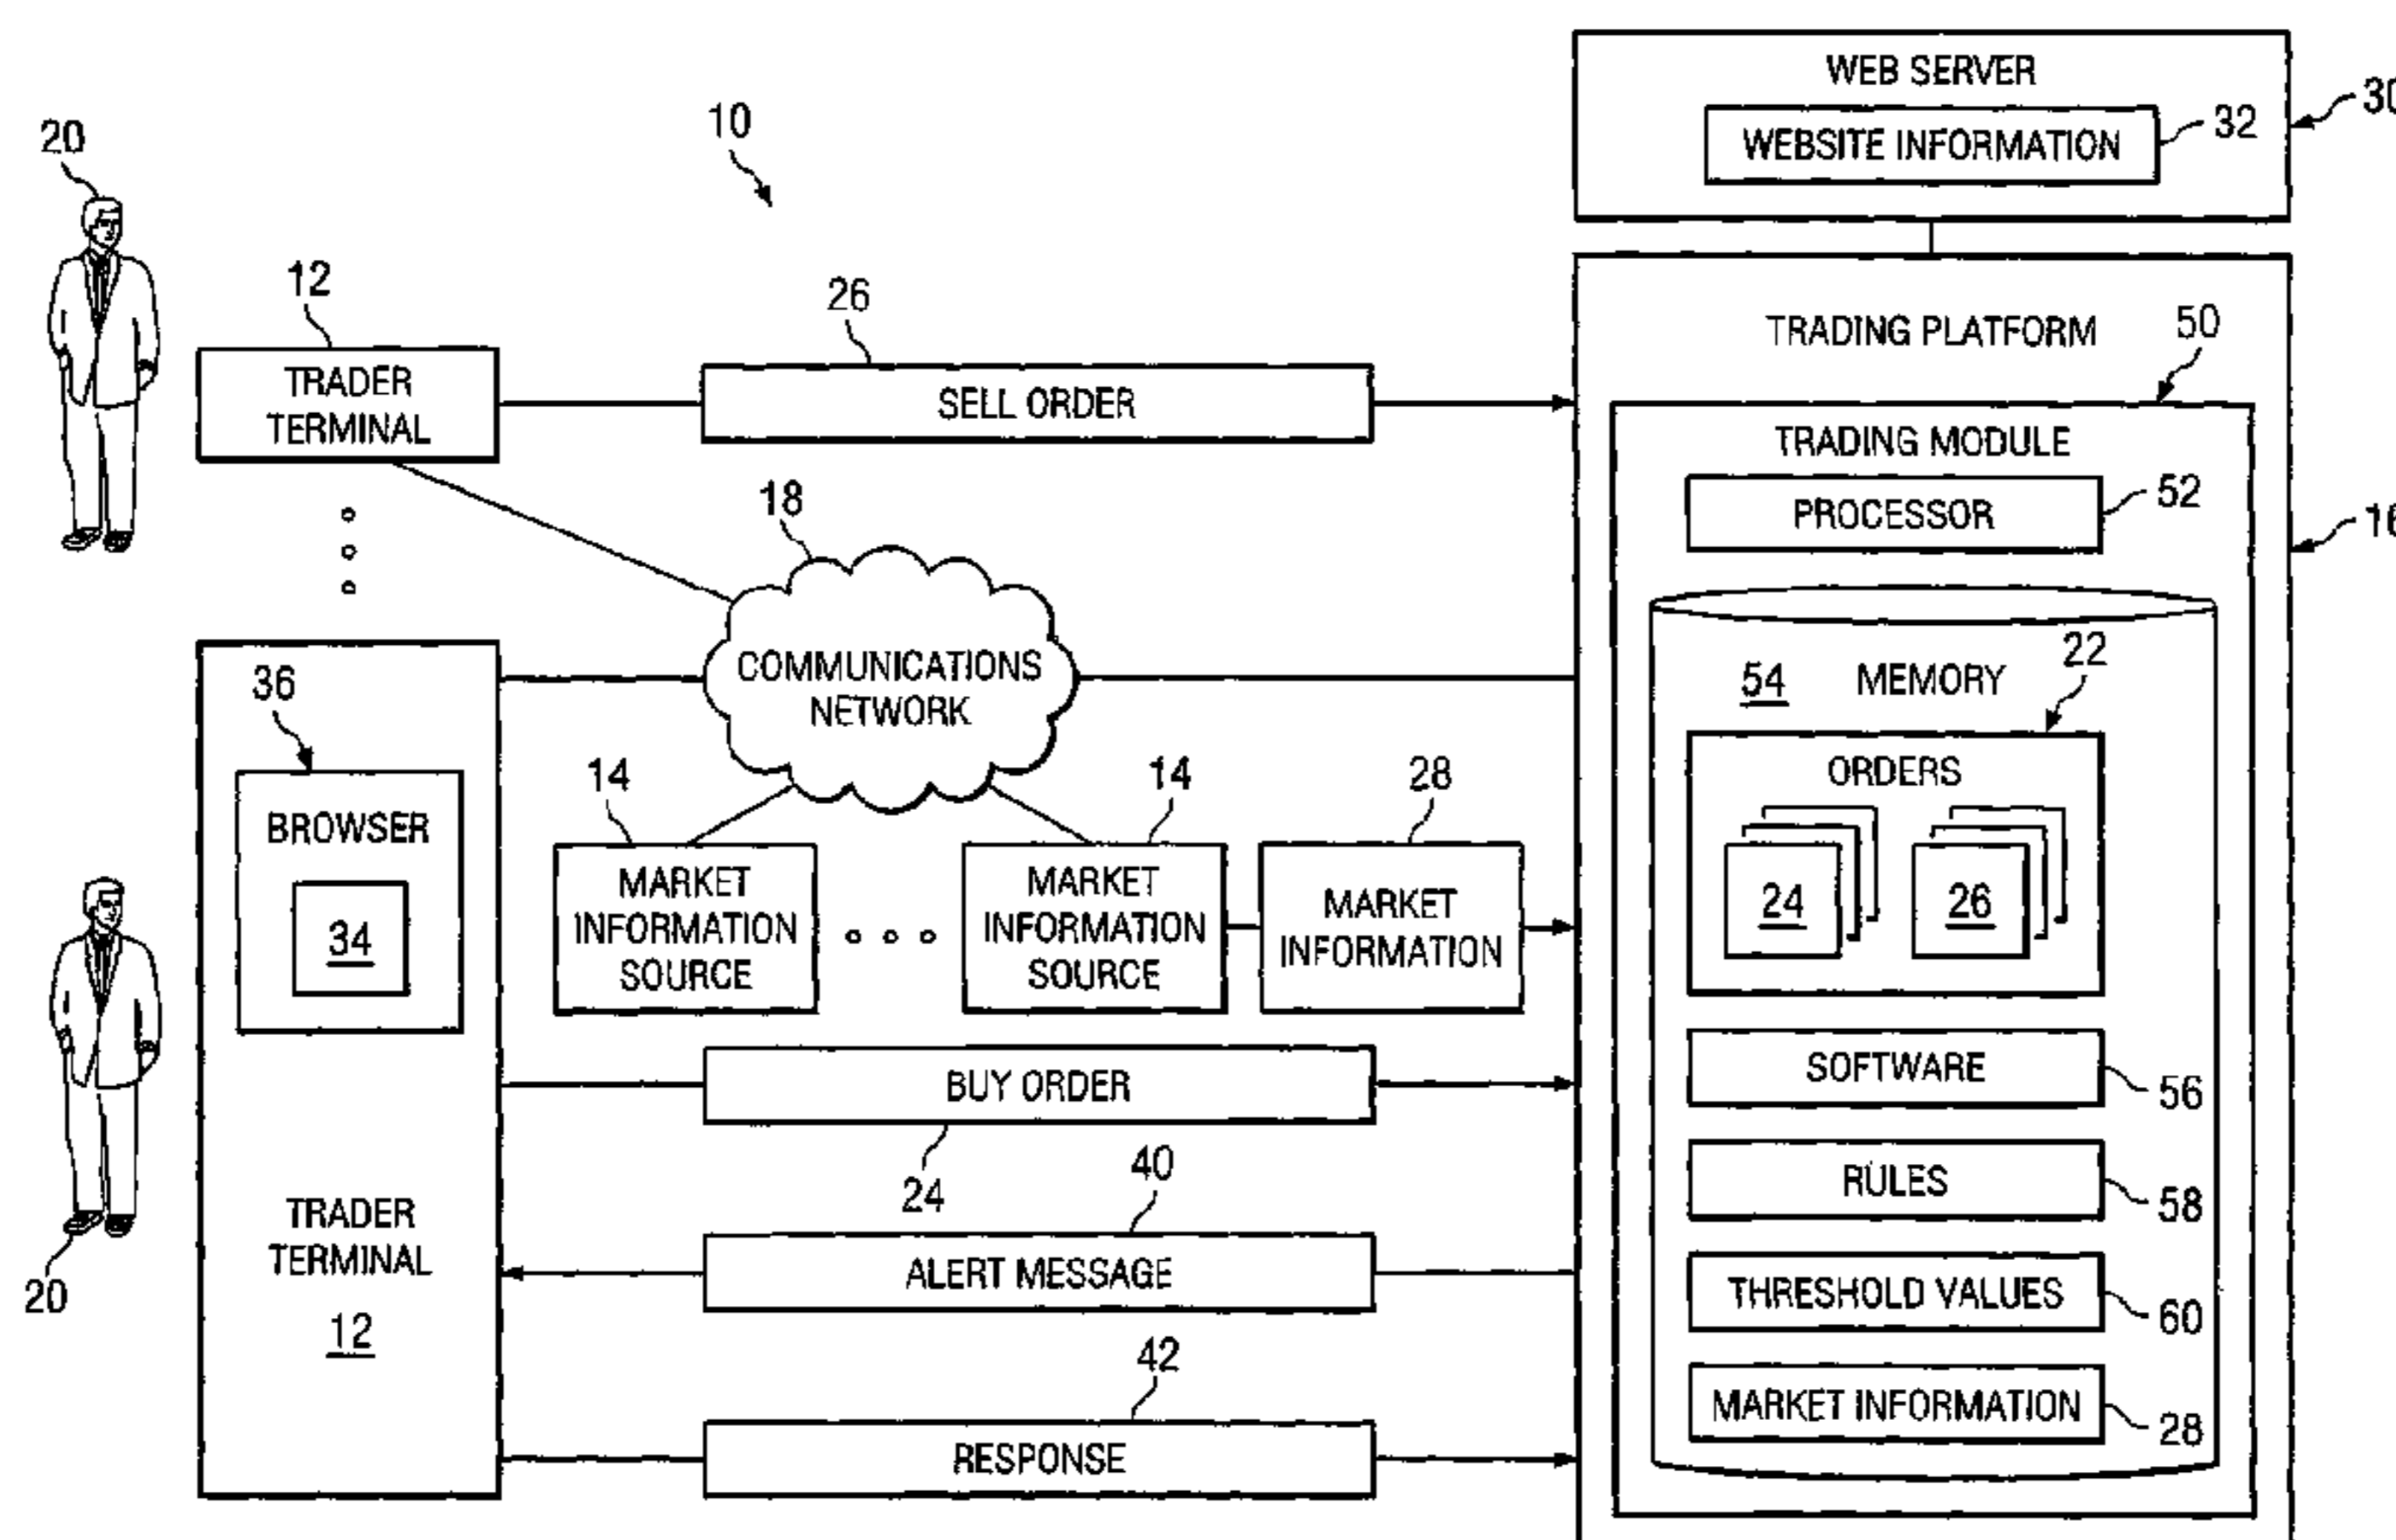 WEB SERVER
30
WEBSITE INFORMATION
32
10
20
12
TRADER
TERMINAL
26
SELL ORDER
TRADING PLATFORM
50
TRADING MODULE
PROCESSOR
52
16
18
COMMUNICATIONS
NETWORK
54
MEMORY
22
ORDERS
24
26
36
BROWSER
34
14
MARKET
INFORMATION
SOURCE
14
MARKET
INFORMATION
SOURCE
28
MARKET
INFORMATION
BUY ORDER
24
SOFTWARE
56
RULES
58
40
ALERT MESSAGE
THRESHOLD VALUES
60
TRADER
TERMINAL
12
20
42
RESPONSE
MARKET INFORMATION
28